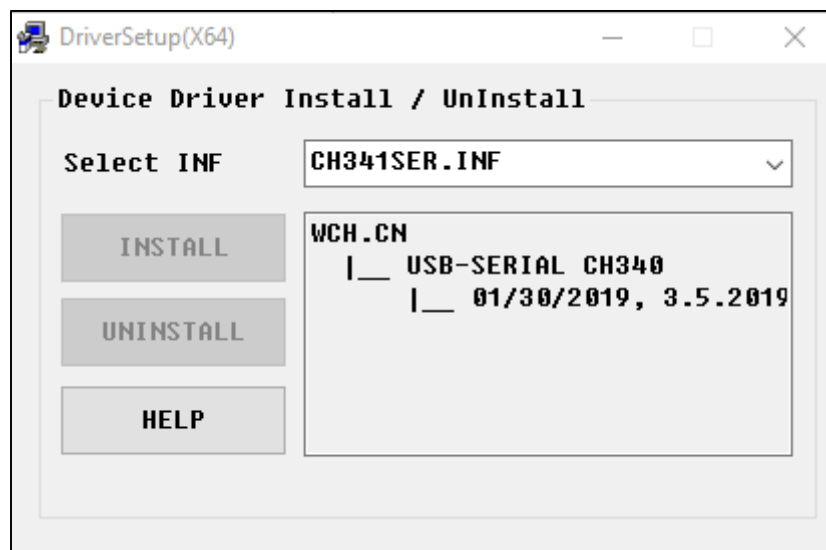 DriverSetup(X64)
Device Driver Install / UnInstall
Select INF
CH341SER.INF
INSTALL
UNINSTALL
HELP
WCH.CN
|__ USB-SERIAL CH340
|__ 01/30/2019, 3.5.2019